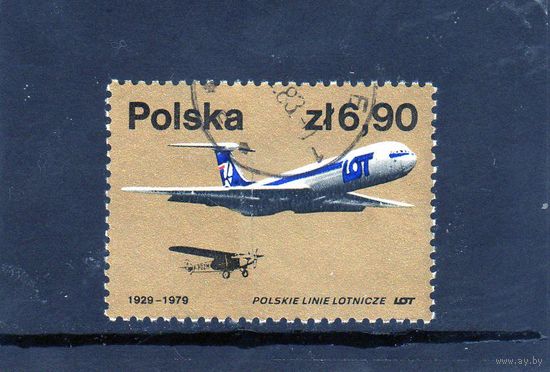 Polska zł6,90
LOT
1929-1979 POLSKIE LINIE LOTNICZE LOT
www.ay.by